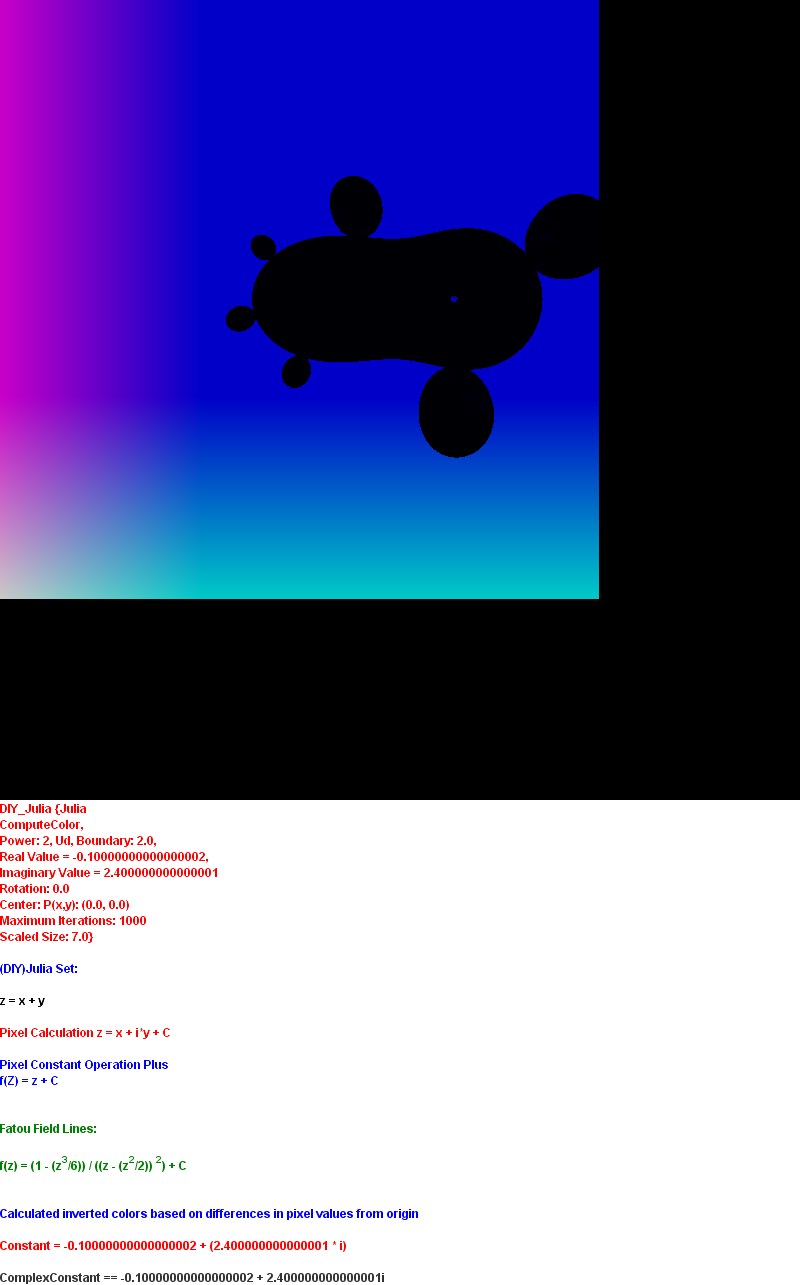 DIY_Julia {Julia
ComputeColor,
Power: 2, Ud, Boundary: 2.0,
Real Value = -0.10000000000000002,
Imaginary Value = 2.400000000000001
Rotation: 0.0
Center: P(x,y): (0.0, 0.0)
Maximum Iterations: 1000
Scaled Size: 7.0}
(DIY)Julia Set:
z = x + y
Pixel Calculation z = x + i*y + C
Pixel Constant Operation Plus
f(Z) = z + C
Fatou Field Lines:
f(z) = (1 - (z^3/6)) / ((z - (z^2/2)) ^2) + C
Calculated inverted colors based on differences in pixel values from origin
Constant = -0.10000000000000002 + (2.400000000000001 * i)
ComplexConstant == -0.10000000000000002 + 2.400000000000001i